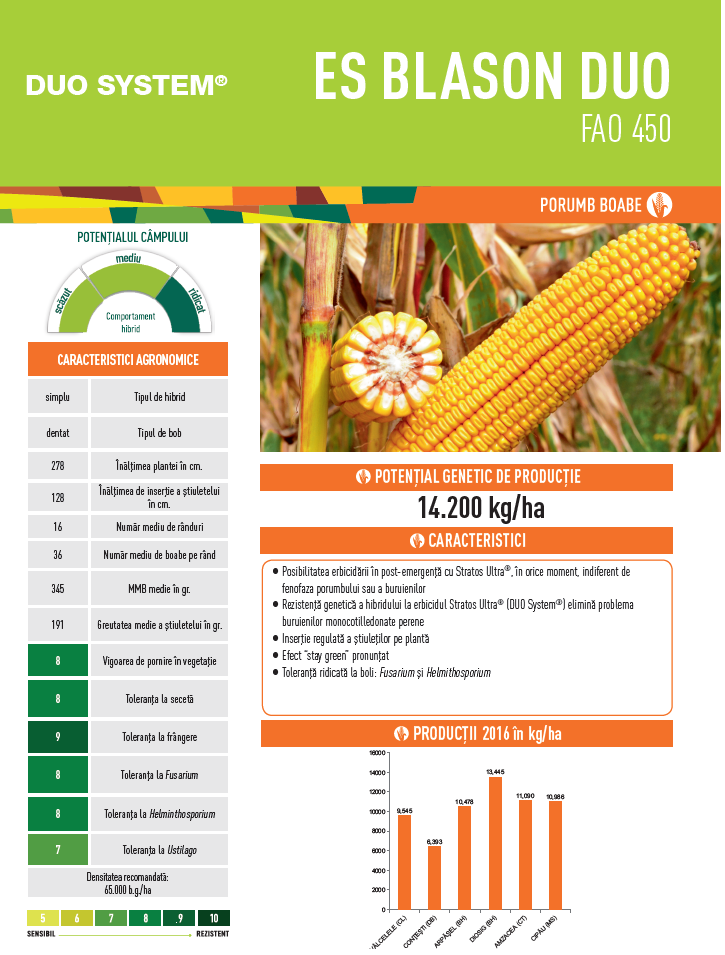 DUO SYSTEM®
ES BLASON DUO
FAO 450
PORUMB BOABE
POTENȚIALUL CÂMPULUI
scăzut
mediu
ridicat
Comportament
hibrid
CARACTERISTICI AGRONOMICE
simplu Tipul de hibrid
dentat Tipul de bob
278 Înălțimea plantei în cm.
128 Înălțimea de inserție a știuletelui
în cm.
16 Număr mediu de rânduri
36 Număr mediu de boabe pe rând
345 MMB medie în gr.
191 Greutatea medie a știuletelui în gr.
8 Vigoarea de pornire în vegetație
8 Toleranța la secetă
9 Toleranța la frângere
8 Toleranța la Fusarium
8 Toleranța la Helminthosporium
7 Toleranța la Ustilago
Densitatea recomandată:
65.000 b.g./ha
5 6 7 8 .9 10
SENSIBIL REZISTENT
POTENȚIAL GENETIC DE PRODUCȚIE
14.200 kg/ha
CARACTERISTICI
• Posibilitatea erbicidării în post-emergență cu Stratos Ultra®, în orice moment, indiferent de
fenofaza porumbului sau a buruienilor
• Rezistență genetică a hibridului la erbicidul Stratos Ultra® (DUO System®) elimină problema
buruienilor monocotilledonate perene
• Inserție regulată a știuleților pe plantă
• Efect “stay green” pronunțat
• Toleranță ridicată la boli: Fusarium și Helmithosporium
PRODUCȚII 2016 în kg/ha
16000
14000
12000
10000
8000
6000
4000
2000
0
9,545
6,393
10,478
13,445
11,090
10,986
VÂLCELELE (CL)
CONȚEȘTI (DB)
ARPĂȘEL (BH)
DIOSIG (BH)
AMZACEA (CT)
CIPĂU (MS)